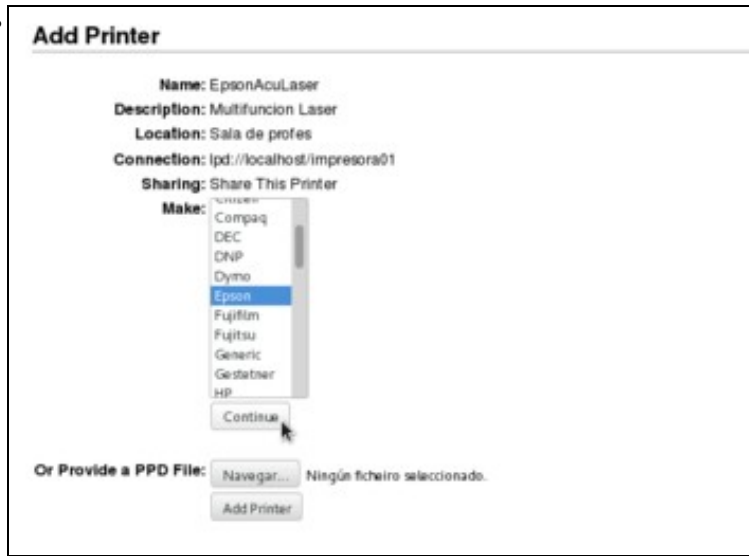 Add Printer
Name: EpsonAcuLaser
Description: Multifuncion Laser
Location: Sala de profes
Connection: lpd://localhost/impresora01
Sharing: Share This Printer
Make:
Citizen
Compaq
DEC
DNP
Dymo
Epson
Fujifilm
Fujitsu
Generic
Gestetner
HP
Continue
Or Provide a PPD File: Navegar... Ningún ficheiro seleccionado.
Add Printer